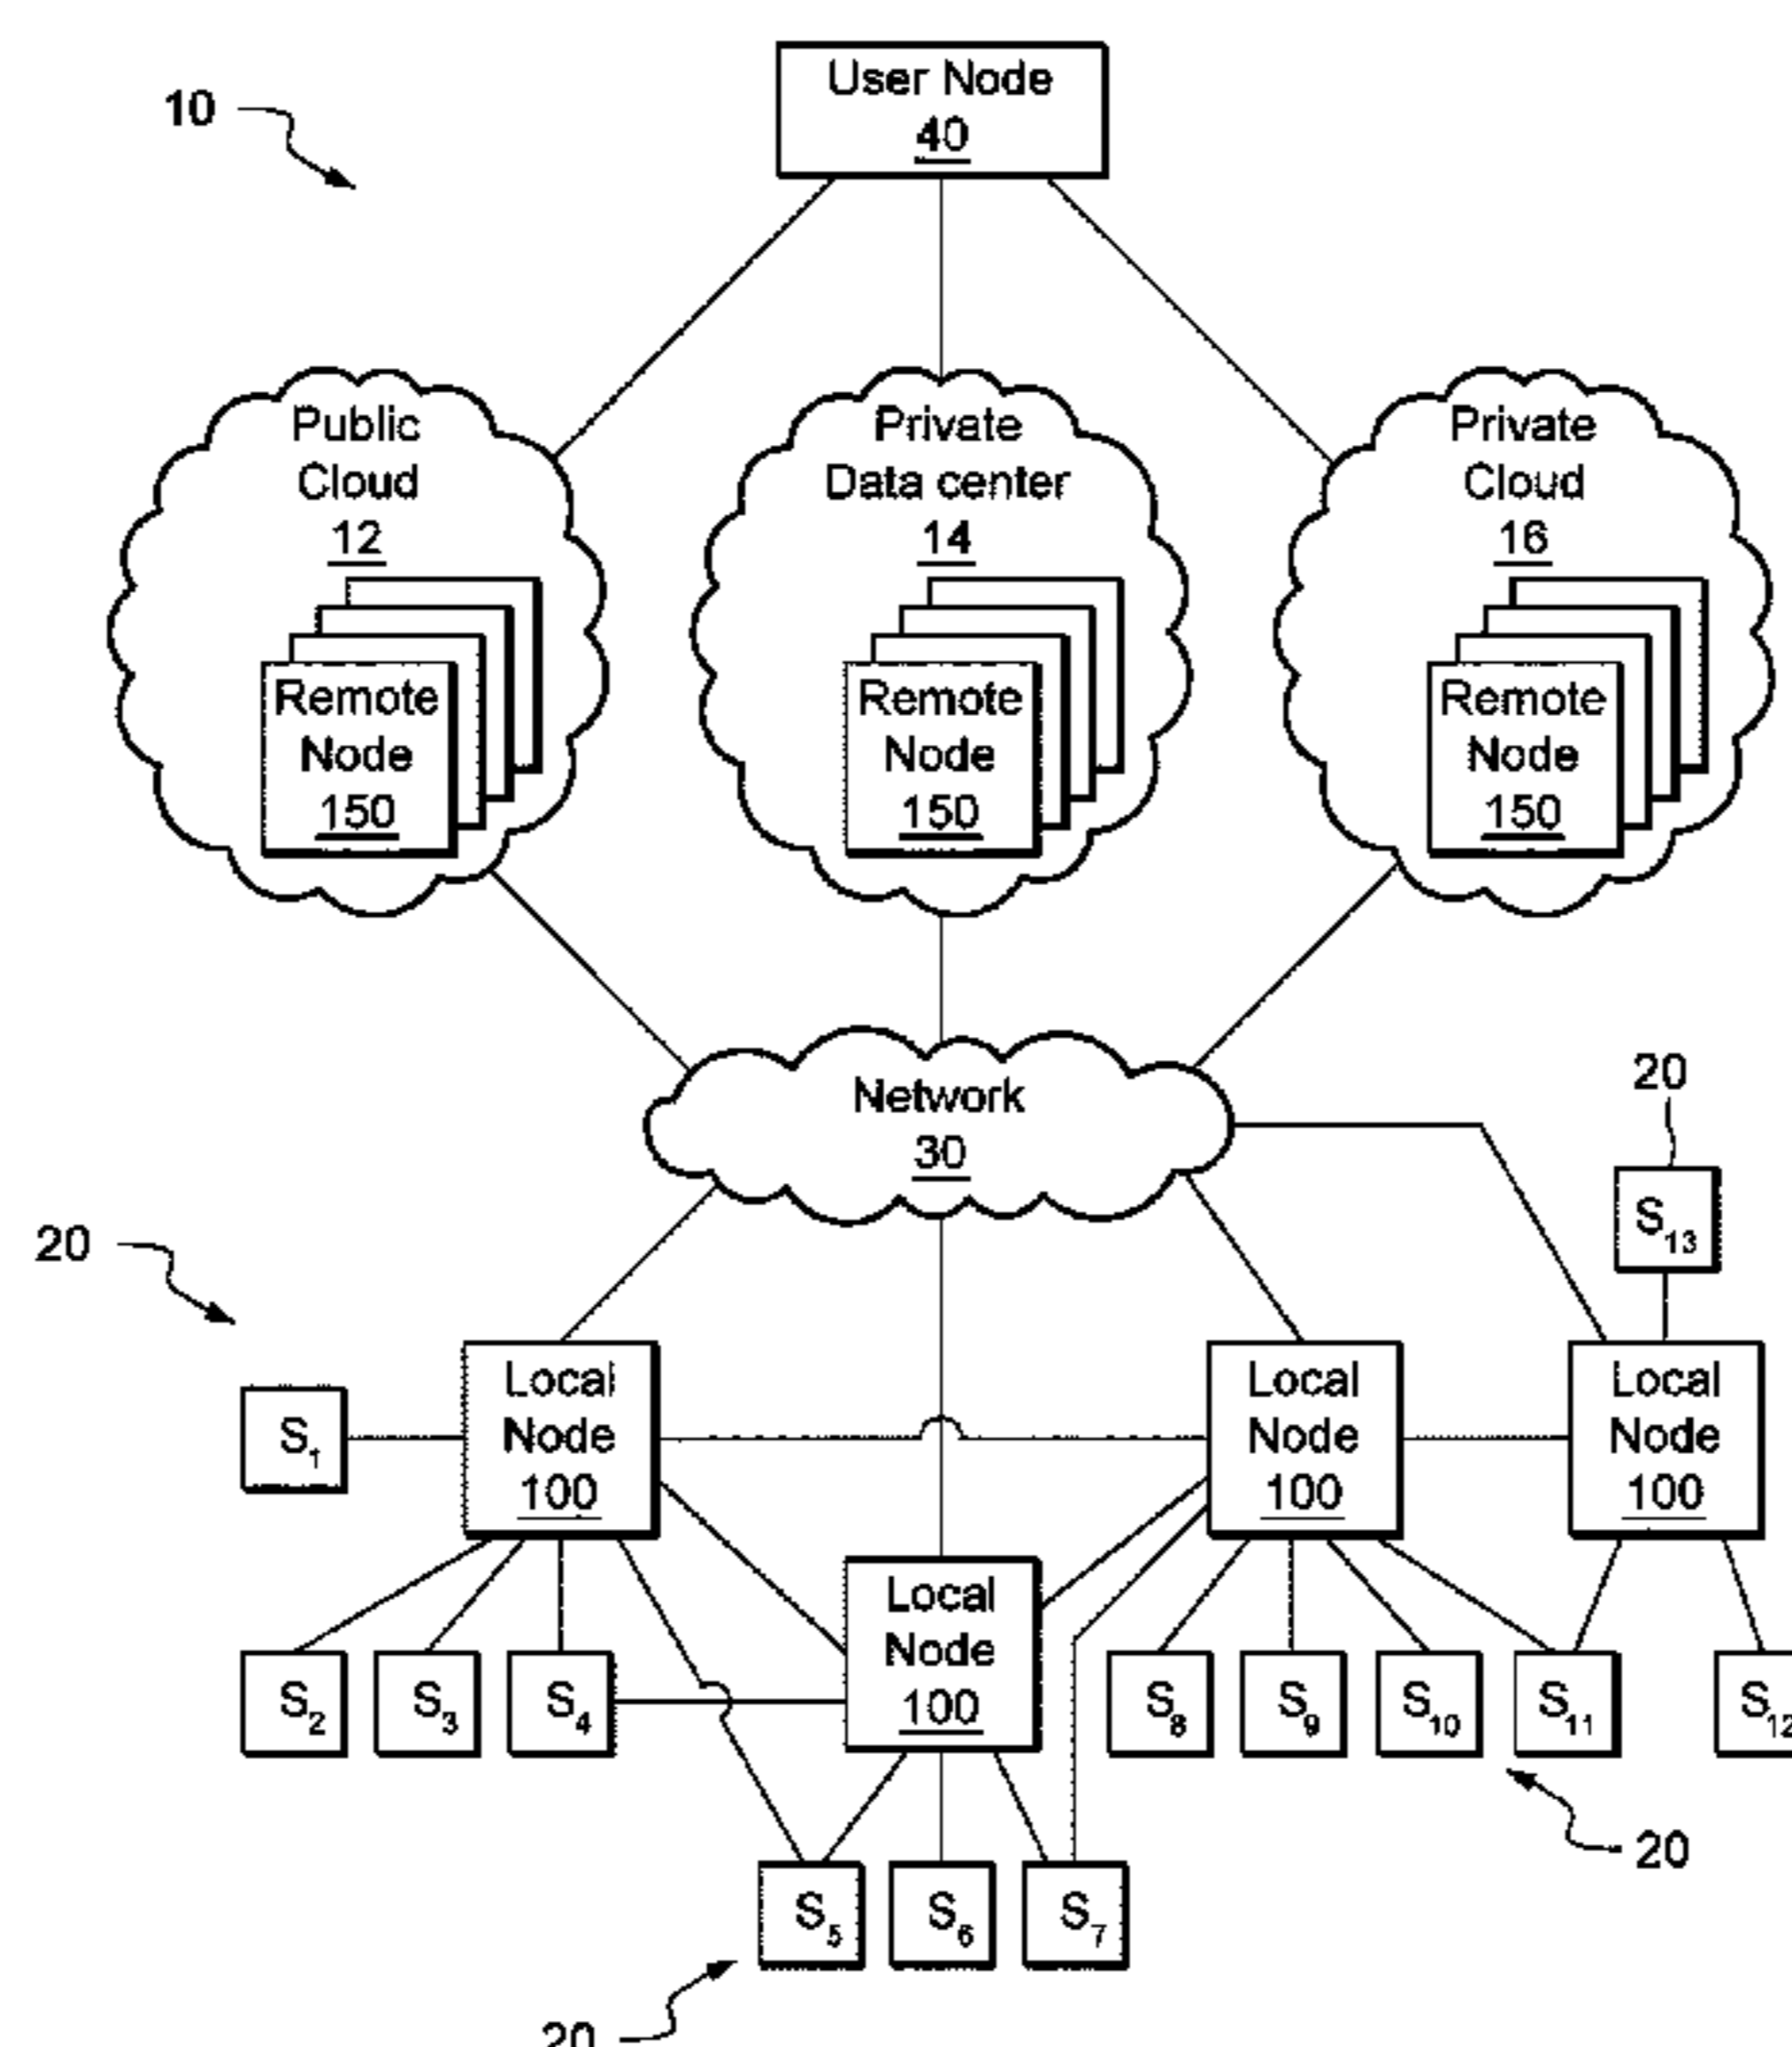 10
User Node
40
Public
Cloud
12
Remote
Node
150
Private
Data center
14
Remote
Node
150
Private
Cloud
16
Remote
Node
150
Network
30
20
S13
20
Local
Node
100
Local
Node
100
Local
Node
100
S1
Local
Node
100
S2
S3
S4
S8
S9
S10
S11
S12
20
S5
S6
S7
20